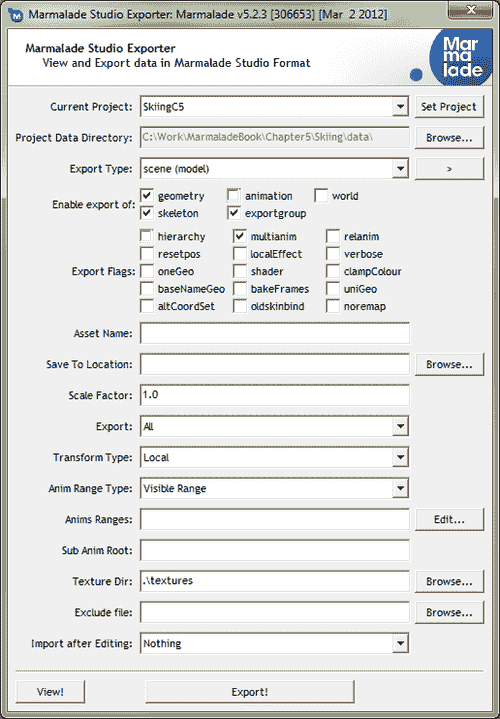 Marmalade Studio Exporter: Marmalade v5.2.3 [306653] [Mar 2 2012]
Marmalade Studio Exporter
View and Export data in Marmalade Studio Format
Mar
ma
lade
Current Project: SkiingC5 Set Project
Project Data Directory: C:\Work\MarmaladeBook\Chapter5\Skiing\data\ Browse...
Export Type: scene (model) >
Enable export of: geometry animation world
skeleton exportgroup
hierarchy multianim relanim
resetpos localEffect verbose
Export Flags: oneGeo shader clampColour
baseNameGeo bakeFrames uniGeo
altCoordSet oldskinbind noremap
Asset Name:
Save To Location: Browse...
Scale Factor: 1.0
Export: All
Transform Type: Local
Anim Range Type: Visible Range
Anims Ranges: Edit...
Sub Anim Root:
Texture Dir: .\textures Browse...
Exclude file: Browse...
Import after Editing: Nothing
View! Export!